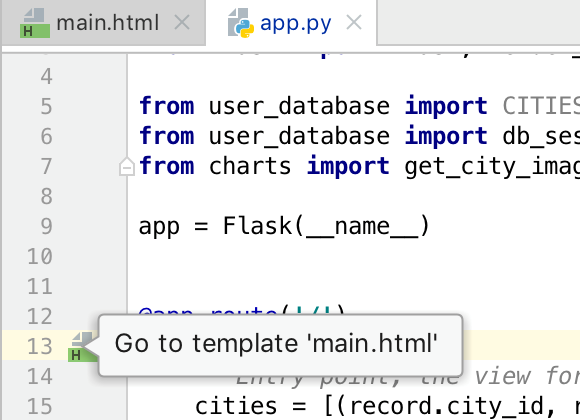 main.html
app.py
4
5 from user_database import CITIES
6 from user_database import db_ses
7 from charts import get_city_imag
8
9 app = Flask(__name__)
10
11
12 @app.route('/')
13 Go to template 'main.html'
14 Entry point, the view for
15 cities = [(record.city_id, r